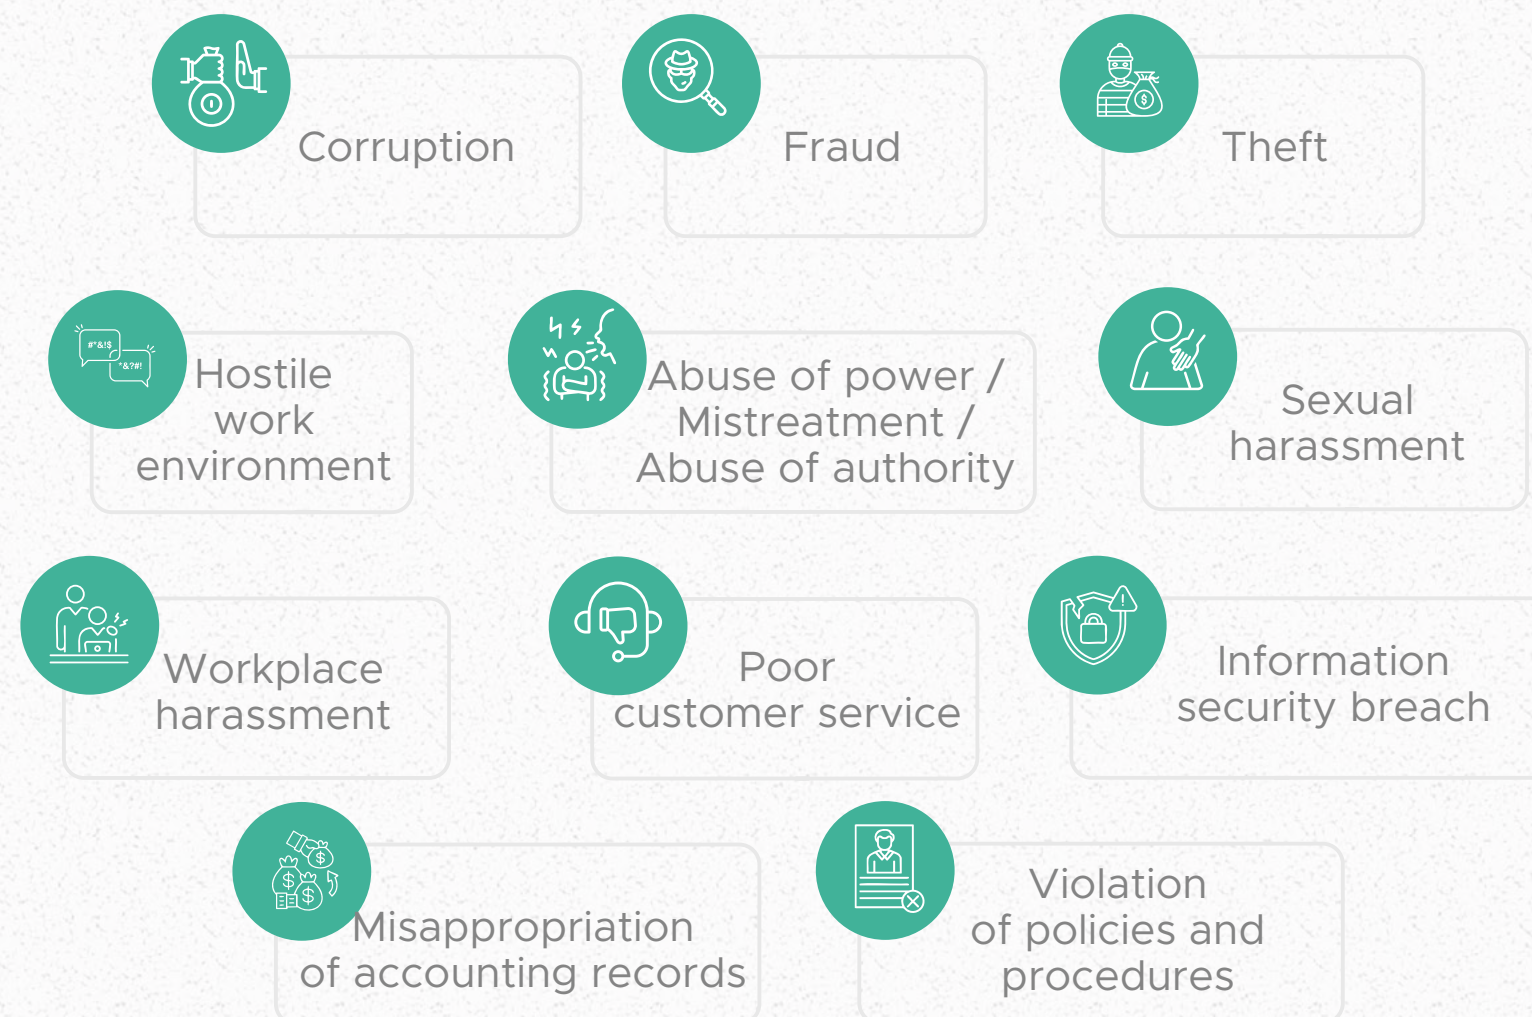 Corruption
Fraud
Theft
#*&!$
*&?#!
Hostile
work
environment
Abuse of power /
Mistreatment /
Abuse of authority
Sexual
harassment
Workplace
harassment
Poor
customer service
Information
security breach
Misappropriation
of accounting records
Violation
of policies and
procedures